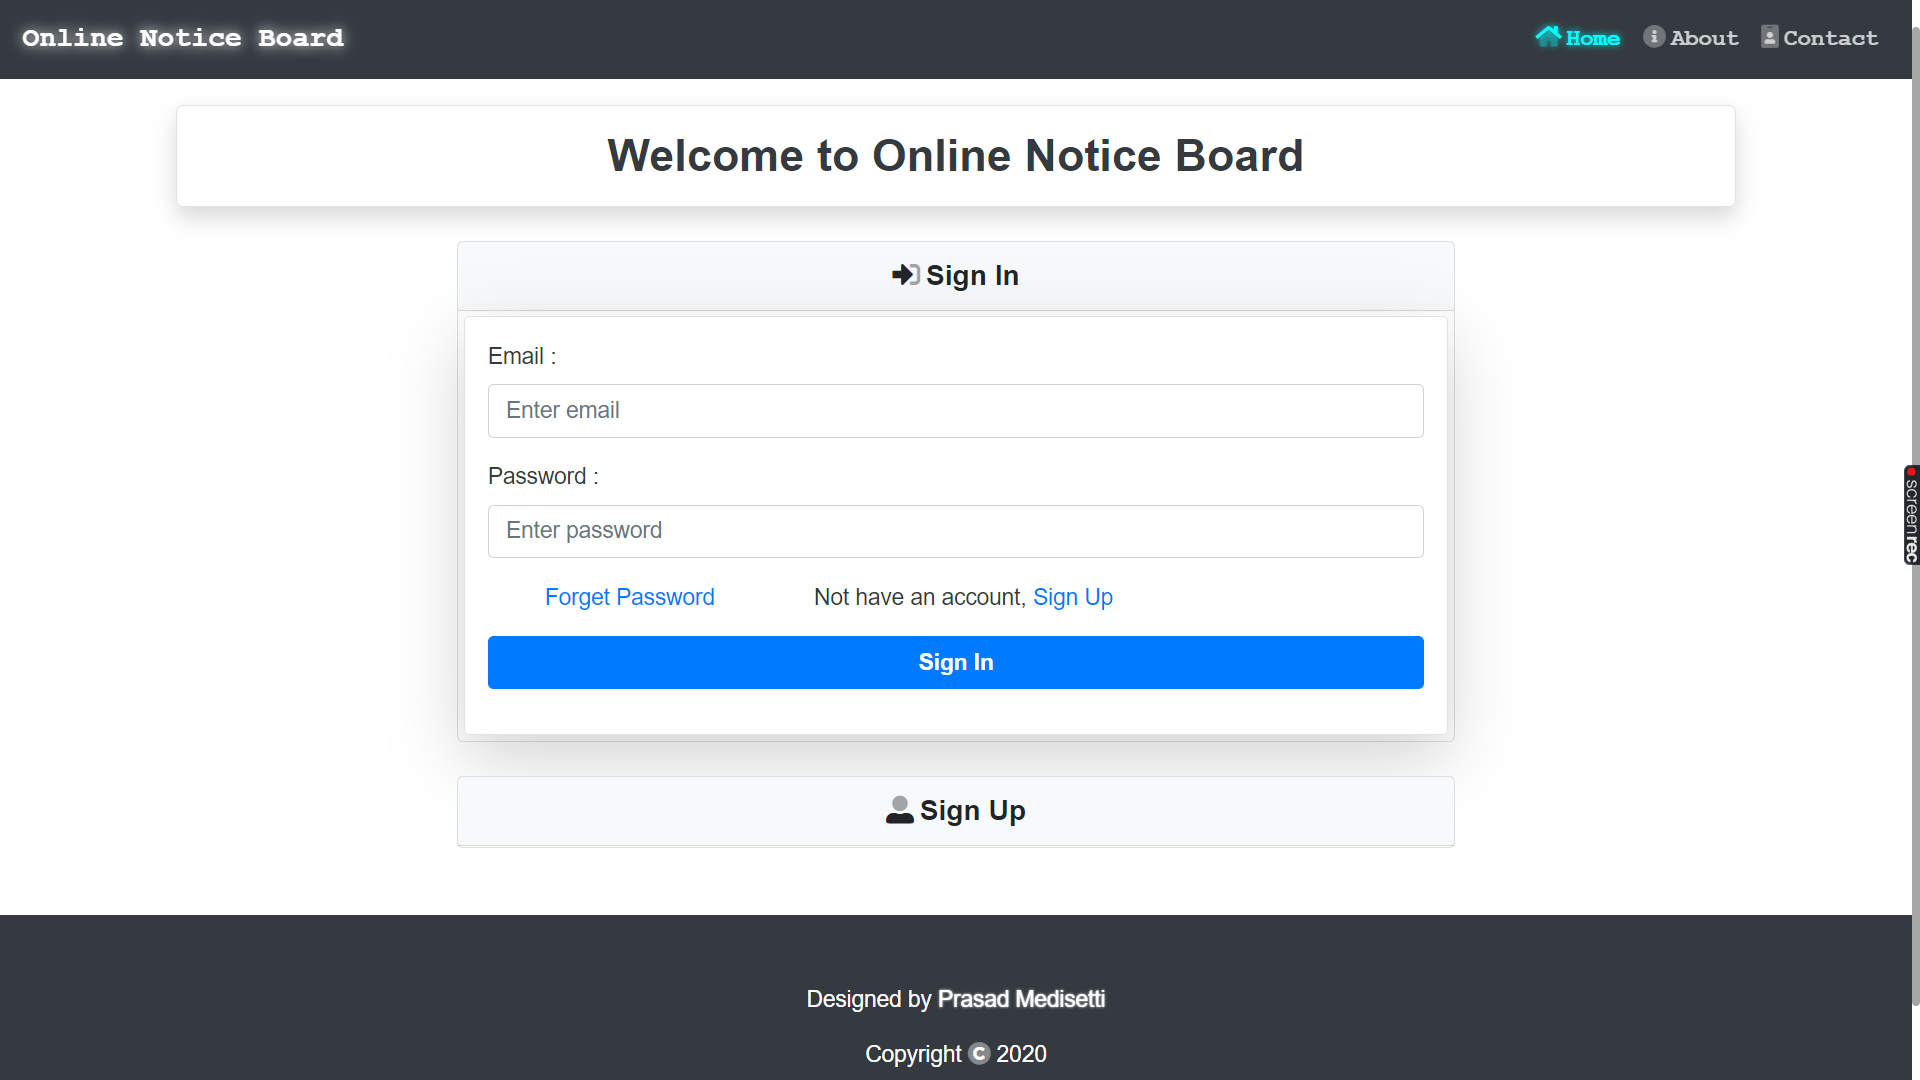 Online Notice Board
Home About Contact
Welcome to Online Notice Board
Sign In
Email :
Enter email
Password :
Enter password
Forget Password Not have an account, Sign Up
Sign In
Sign Up
screenrec
Designed by Prasad Medisetti
Copyright © 2020